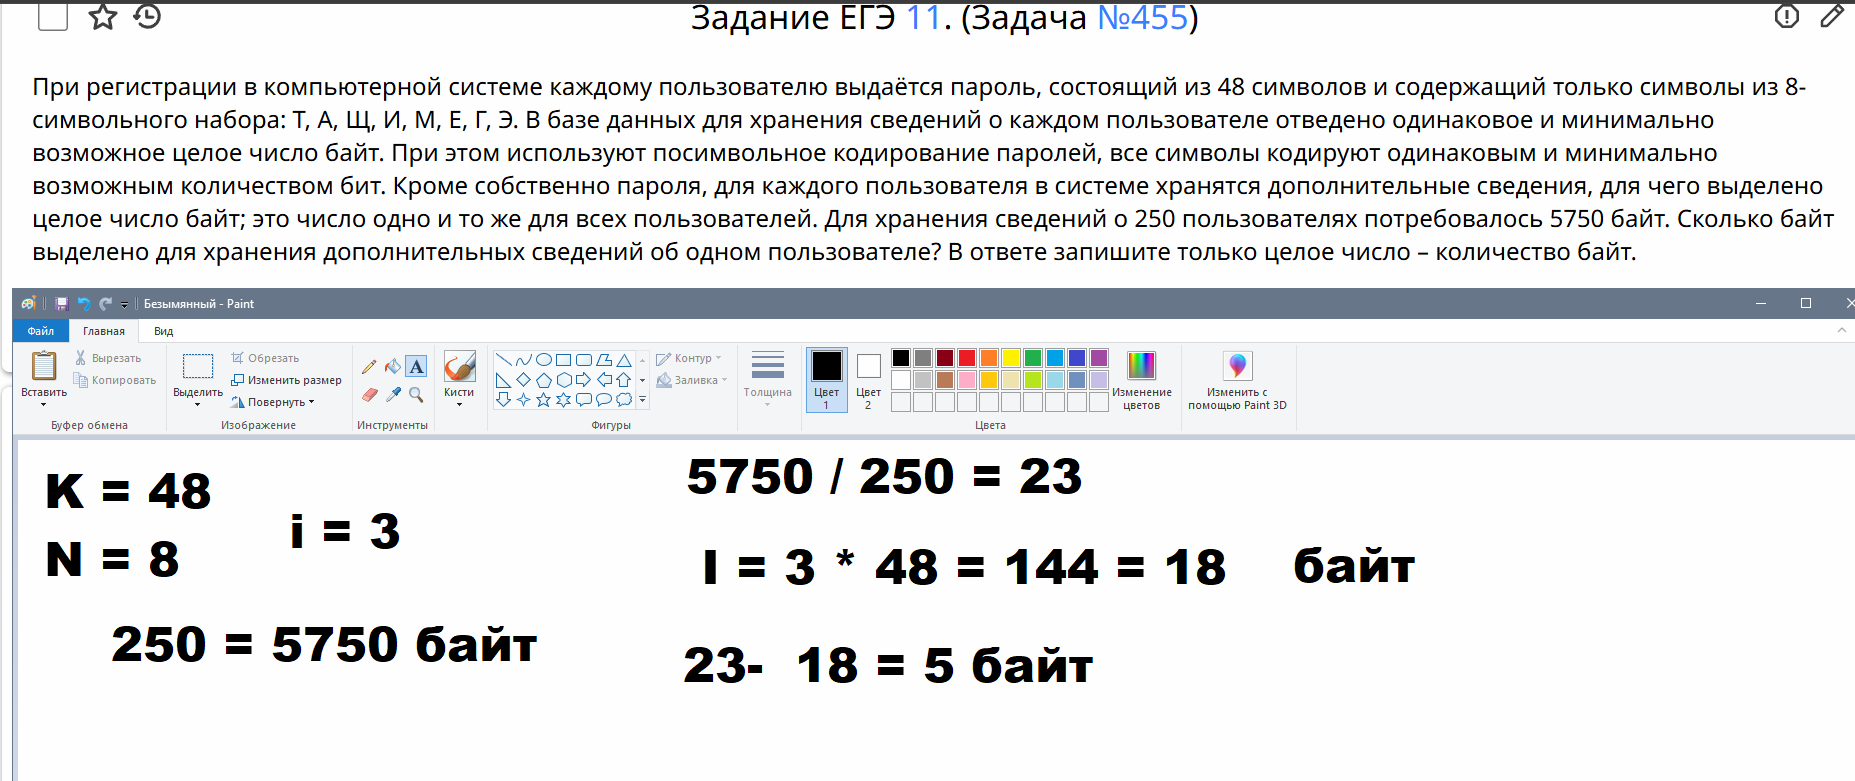 Задание ЕГЭ 11. (Задача №455)
При регистрации в компьютерной системе каждому пользователю выдаётся пароль, состоящий из 48 символов и содержащий только символы из 8-
символьного набора: Т, А, Щ, И, М, Е, Г, Э. В базе данных для хранения сведений о каждом пользователе отведено одинаковое и минимально
возможное целое число байт. При этом используют посимвольное кодирование паролей, все символы кодируют одинаковым и минимально
возможным количеством бит. Кроме собственно пароля, для каждого пользователя в системе хранятся дополнительные сведения, для чего выделено
целое число байт; это число одно и то же для всех пользователей. Для хранения сведений о 250 пользователях потребовалось 5750 байт. Сколько байт
выделено для хранения дополнительных сведений об одном пользователе? В ответе запишите только целое число – количество байт.
Безымянный - Paint
Файл Главная Вид
Вставить
Вырезать
Копировать
Буфер обмена
Выделить
Обрезать
Изменить размер
Повернуть
Изображение
A
Инструменты
Кисти
Контур
Заливка
Фигуры
Толщина
Цвет 1
Цвет 2
Изменение цветов
Цвета
Изменить с помощью Paint 3D
K = 48
N = 8
i = 3
250 = 5750 байт
5750 / 250 = 23
I = 3 * 48 = 144 = 18 байт
23- 18 = 5 байт